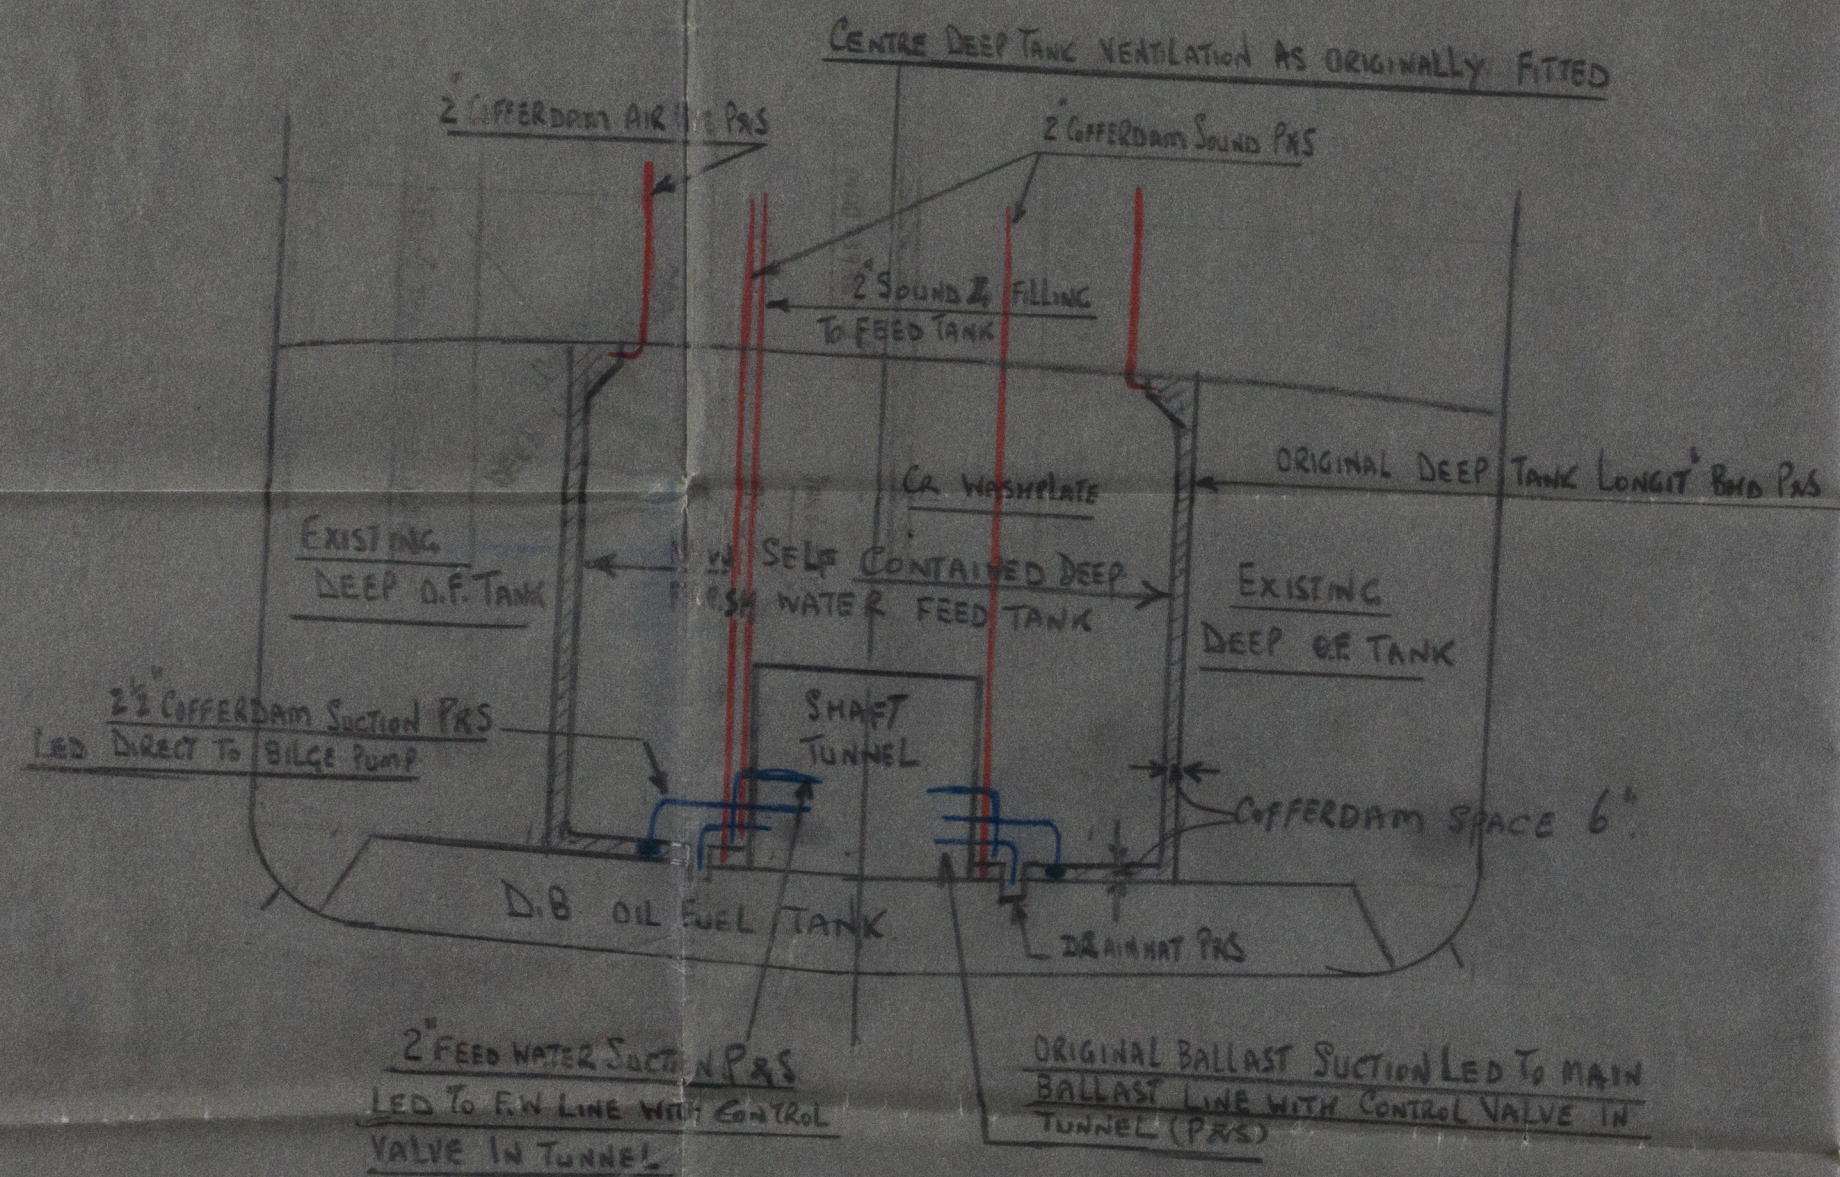 CENTRE DEEP TANK VENTILATION AS ORIGINALLY FITTED
2" COFFERDAM AIR P&S
2" COFFERDAM SOUND P&S
2" SOUND & FILLING
TO FEED TANK
CR WASHPLATE
ORIGINAL DEEP TANK LONGITL BHD P&S
EXISTING
DEEP O.F. TANK
SELF CONTAINED DEEP
FRESH WATER FEED TANK
EXISTING
DEEP O.F TANK
2½" COFFERDAM SUCTION P&S
LED DIRECT TO BILGE PUMP
SHAFT
TUNNEL
COFFERDAM SPACE 6".
D.B OIL FUEL TANK
DRAINHAT P&S
2" FEED WATER SUCTION P&S
LED TO F.W LINE WITH CONTROL
VALVE IN TUNNEL
ORIGINAL BALLAST SUCTION LED TO MAIN
BALLAST LINE WITH CONTROL VALVE IN
TUNNEL (P&S)